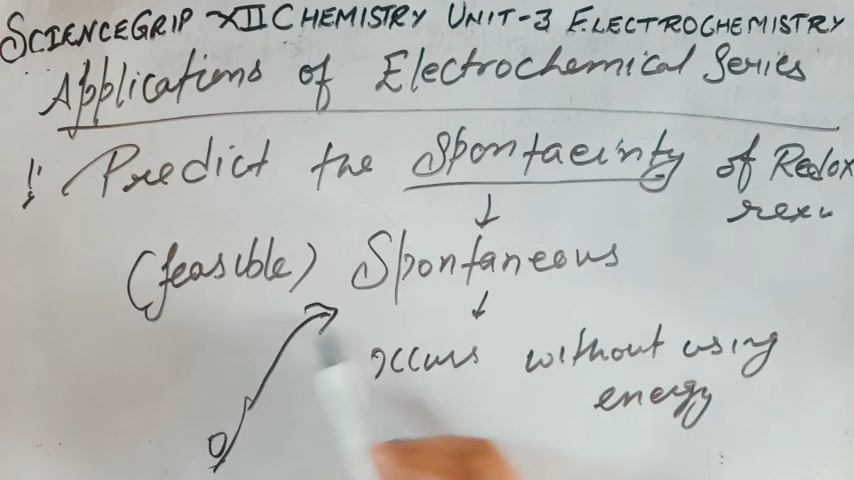 SCIENCEGRIP XII CHEMISTRY UNIT-3 ELECTROCHEMISTRY
Applications of Electrochemical Series
1. Predict the Spontaeinty of Redox
rexn
(feasible) Spontaneous
occurs without using
energy